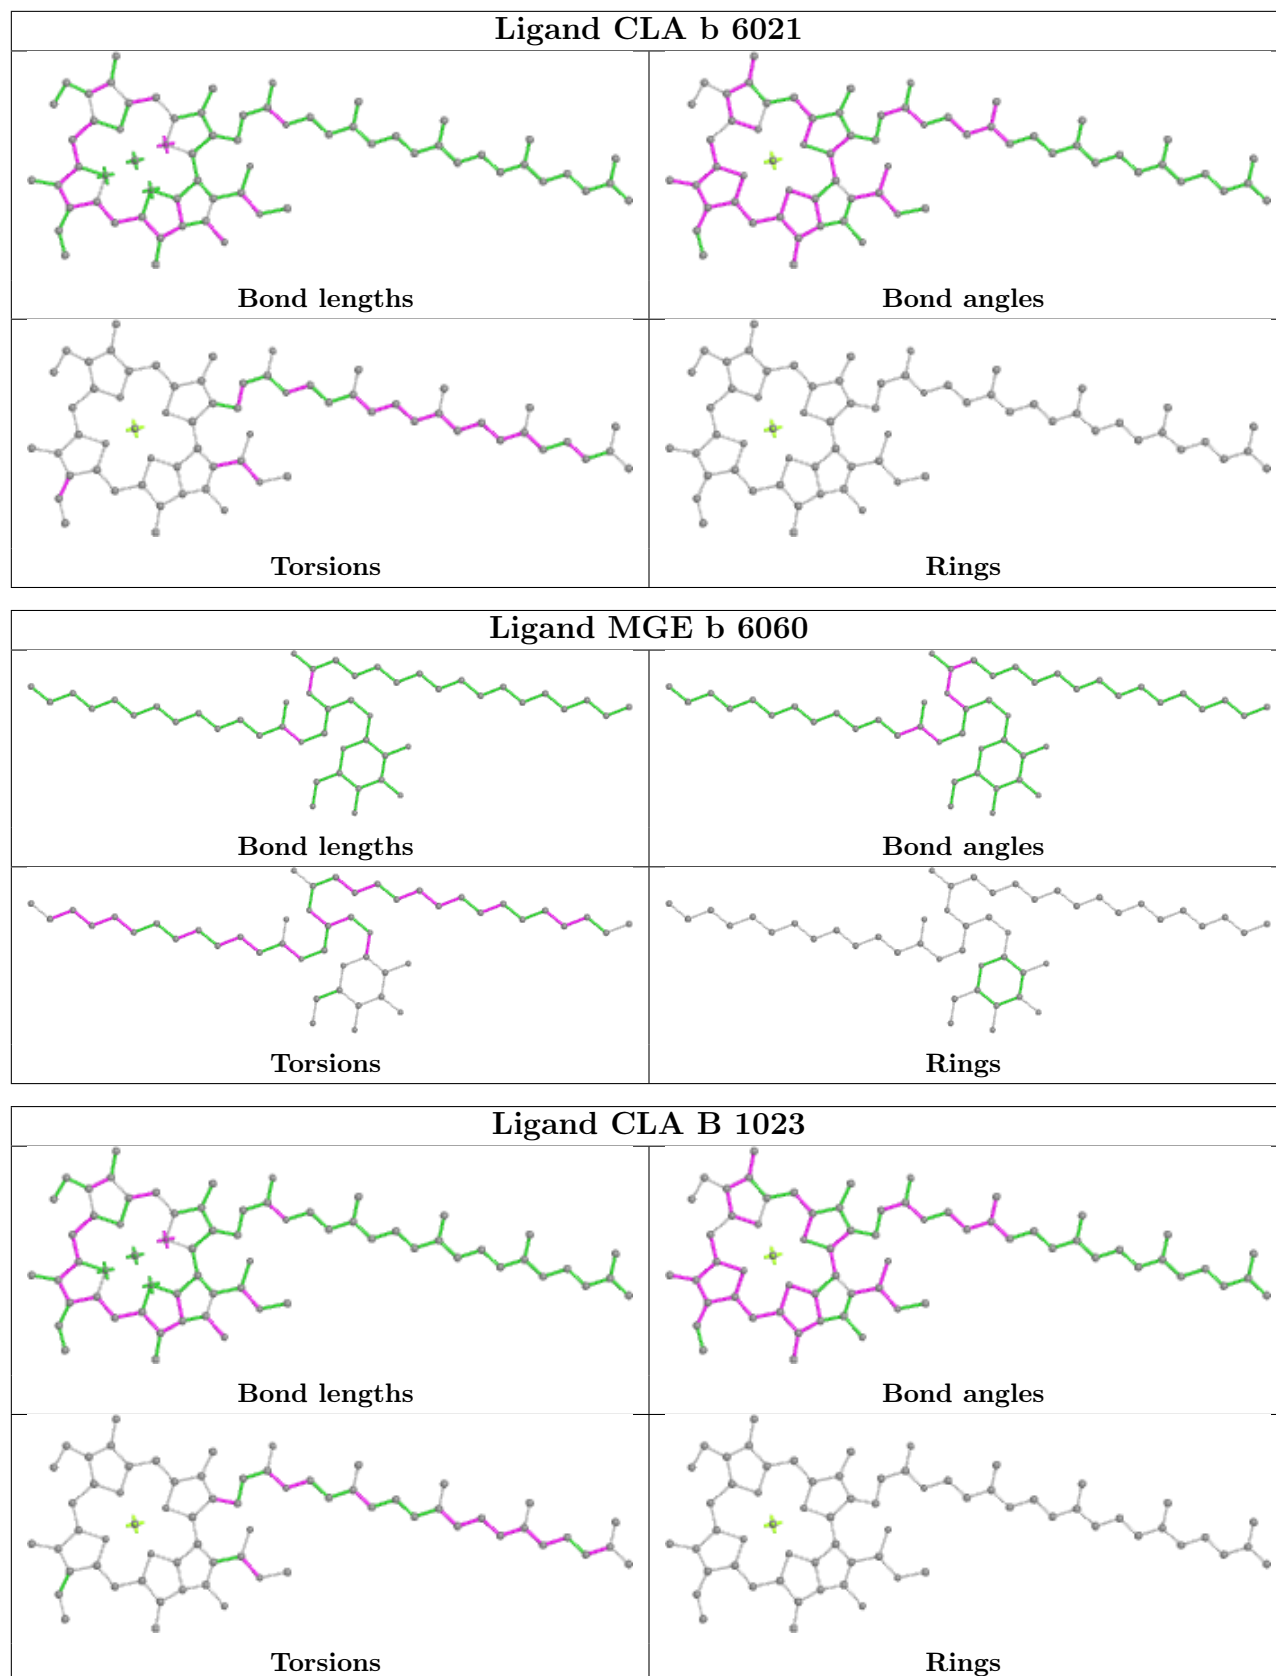 Ligand CLA b 6021
Bond lengths
Bond angles
Torsions
Rings
Ligand MGE b 6060
Bond lengths
Bond angles
Torsions
Rings
Ligand CLA B 1023
Bond lengths
Bond angles
Torsions
Rings